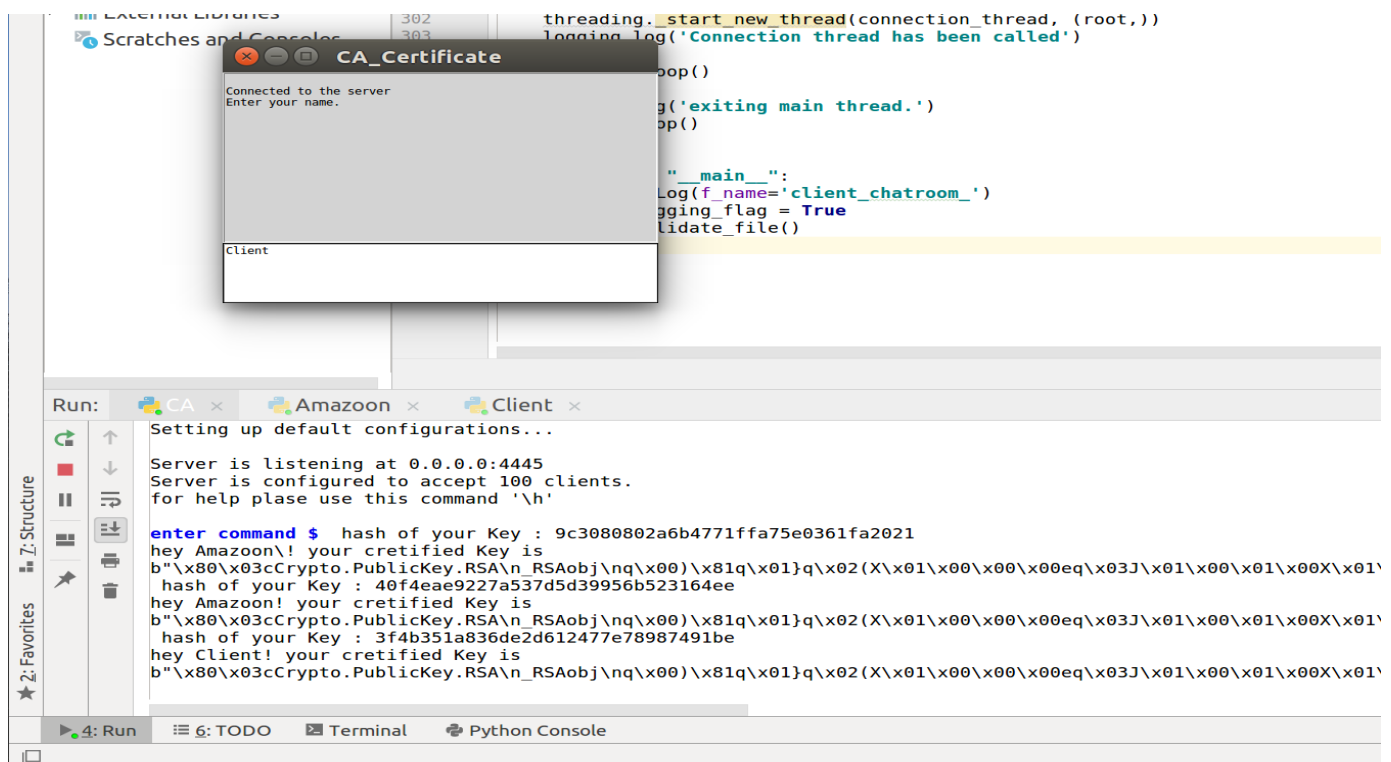 External Libraries
Scratches and Consoles
302
303
threading._start_new_thread(connection_thread, (root,))
logging.log('Connection thread has been called')
oop()
g('exiting main thread.')
op()
"__main__":
Log(f_name='client_chatroom_')
gging_flag = True
lidate_file()
CA_Certificate
Connected to the server
Enter your name.
Client
Run:
CA
Amazoon
Client
Setting up default configurations...
Server is listening at 0.0.0.0:4445
Server is configured to accept 100 clients.
for help plase use this command '\h'
enter command $ hash of your Key : 9c3080802a6b4771ffa75e0361fa2021
hey Amazoon\! your cretified Key is
b"\x80\x03cCrypto.PublicKey.RSA\n_RSAobj\nq\x00)\x81q\x01}q\x02(X\x01\x00\x00\x00eq\x03J\x01\x00\x01\x00X\x01\
hash of your Key : 40f4eae9227a537d5d39956b523164ee
hey Amazoon! your cretified Key is
b"\x80\x03cCrypto.PublicKey.RSA\n_RSAobj\nq\x00)\x81q\x01}q\x02(X\x01\x00\x00\x00eq\x03J\x01\x00\x01\x00X\x01\
hash of your Key : 3f4b351a836de2d612477e78987491be
hey Client! your cretified Key is
b"\x80\x03cCrypto.PublicKey.RSA\n_RSAobj\nq\x00)\x81q\x01}q\x02(X\x01\x00\x00\x00eq\x03J\x01\x00\x01\x00X\x01\
7: Structure
2: Favorites
4: Run
6: TODO
Terminal
Python Console